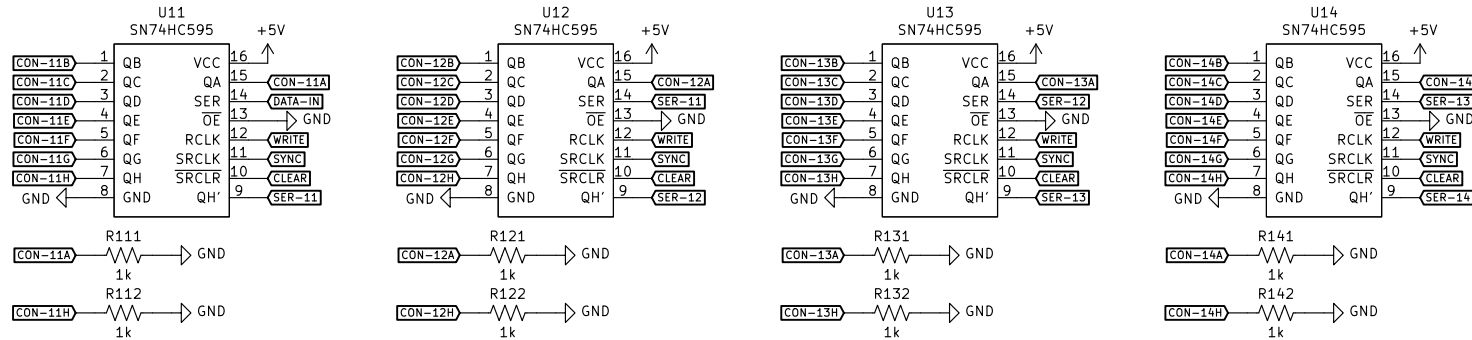 U11
SN74HC595
+5V
CON-11B 1 QB VCC 16
CON-11C 2 QC QA 15 CON-11A
CON-11D 3 QD SER 14 DATA-IN
CON-11E 4 QE OE 13 GND
CON-11F 5 QF RCLK 12 WRITE
CON-11G 6 QG SRCLK 11 SYNC
CON-11H 7 QH SRCLR 10 CLEAR
GND 8 GND QH' 9 SER-11
R111
CON-11A GND
1k
R112
CON-11H GND
1k
U12
SN74HC595
+5V
CON-12B 1 QB VCC 16
CON-12C 2 QC QA 15 CON-12A
CON-12D 3 QD SER 14 SER-11
CON-12E 4 QE OE 13 GND
CON-12F 5 QF RCLK 12 WRITE
CON-12G 6 QG SRCLK 11 SYNC
CON-12H 7 QH SRCLR 10 CLEAR
GND 8 GND QH' 9 SER-12
R121
CON-12A GND
1k
R122
CON-12H GND
1k
U13
SN74HC595
+5V
CON-13B 1 QB VCC 16
CON-13C 2 QC QA 15 CON-13A
CON-13D 3 QD SER 14 SER-12
CON-13E 4 QE OE 13 GND
CON-13F 5 QF RCLK 12 WRITE
CON-13G 6 QG SRCLK 11 SYNC
CON-13H 7 QH SRCLR 10 CLEAR
GND 8 GND QH' 9 SER-13
R131
CON-13A GND
1k
R132
CON-13H GND
1k
U14
SN74HC595
+5V
CON-14B 1 QB VCC 16
CON-14C 2 QC QA 15 CON-14
CON-14D 3 QD SER 14 SER-13
CON-14E 4 QE OE 13 GND
CON-14F 5 QF RCLK 12 WRITE
CON-14G 6 QG SRCLK 11 SYNC
CON-14H 7 QH SRCLR 10 CLEAR
GND 8 GND QH' 9 SER-14
R141
CON-14A GND
1k
R142
CON-14H GND
1k